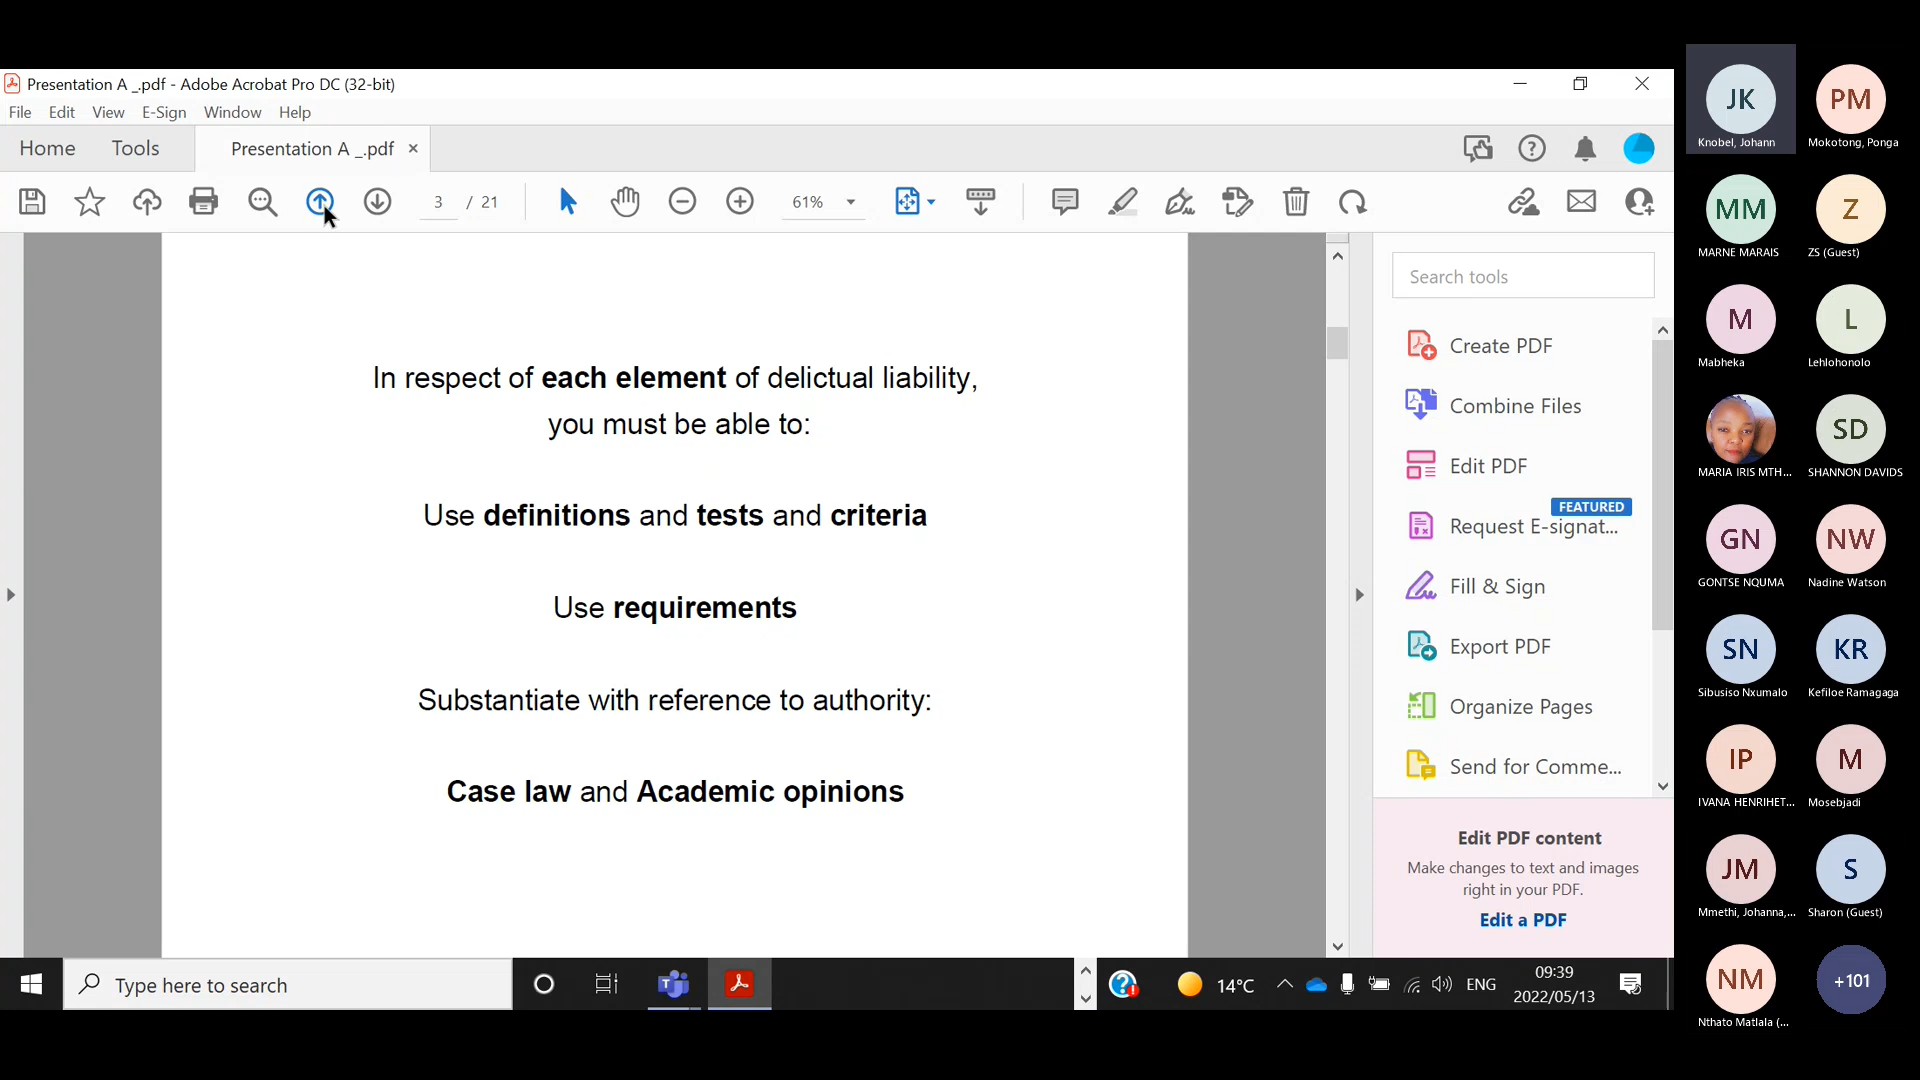 Presentation A _.pdf - Adobe Acrobat Pro DC (32-bit)
File Edit View E-Sign Window Help
Home Tools Presentation A _.pdf ×
3 / 21 61%
In respect of each element of delictual liability,
you must be able to:
Use definitions and tests and criteria
Use requirements
Substantiate with reference to authority:
Case law and Academic opinions
Search tools
Create PDF
Combine Files
Edit PDF
FEATURED
Request E-signat...
Fill & Sign
Export PDF
Organize Pages
Send for Comme...
Edit PDF content
Make changes to text and images
right in your PDF.
Edit a PDF
Type here to search
14°C
ENG
09:39
2022/05/13
JK
Knobel, Johann
PM
Mokotong, Ponga
MM
MARNE MARAIS
Z
ZS (Guest)
M
Mabheka
L
Lehlohonolo
MARIA IRIS MTH...
SD
SHANNON DAVIDS
GN
GONTSE NQUMA
NW
Nadine Watson
SN
Sibusiso Nxumalo
KR
Kefiloe Ramagaga
IP
IVANA HENRIHET...
M
Mosebjadi
JM
Mmethi, Johanna,...
S
Sharon (Guest)
NM
Nthato Matlala (...
+101